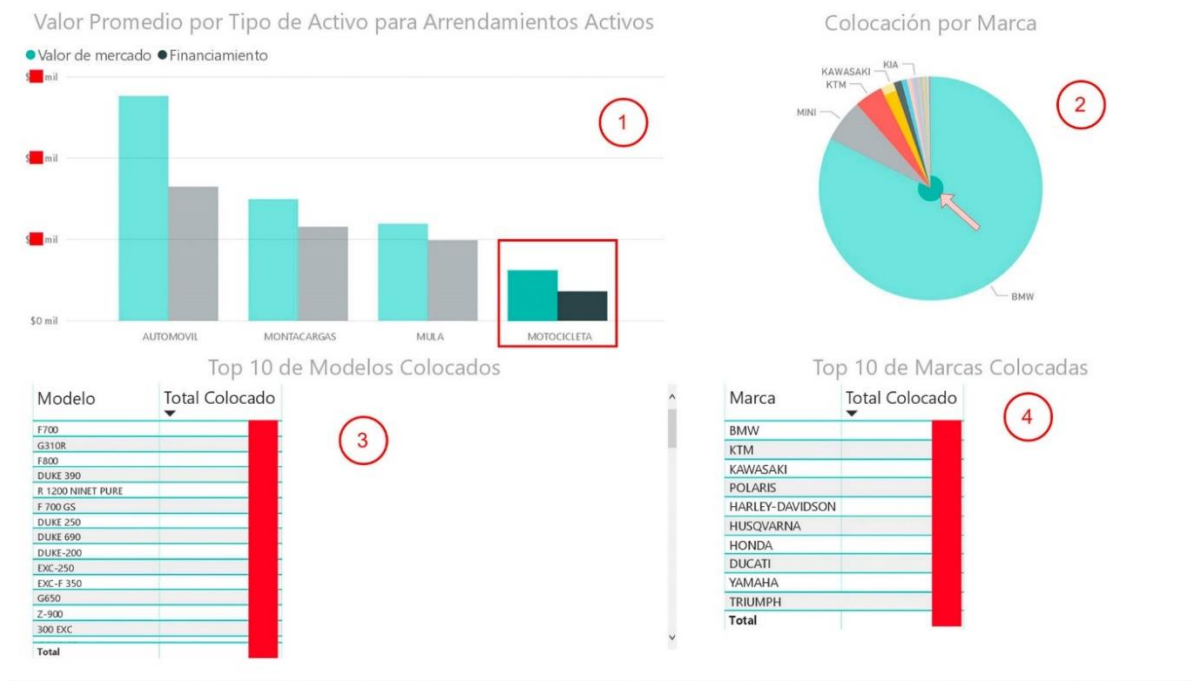 Valor Promedio por Tipo de Activo para Arrendamientos Activos
Valor de mercado Financiamiento
mil
mil
mil
$0 mil
AUTOMOVIL MONTACARGAS MULA MOTOCICLETA
1
Colocación por Marca
KIA
KAWASAKI
KTM
MINI
BMW
2
Top 10 de Modelos Colocados
Modelo Total Colocado
F700
G310R
F800
DUKE 390
R 1200 NINET PURE
F 700 GS
DUKE 250
DUKE 690
DUKE-200
EXC-250
EXC-F 350
G650
Z-900
300 EXC
Total
3
Top 10 de Marcas Colocadas
Marca Total Colocado
BMW
KTM
KAWASAKI
POLARIS
HARLEY-DAVIDSON
HUSQVARNA
HONDA
DUCATI
YAMAHA
TRIUMPH
Total
4